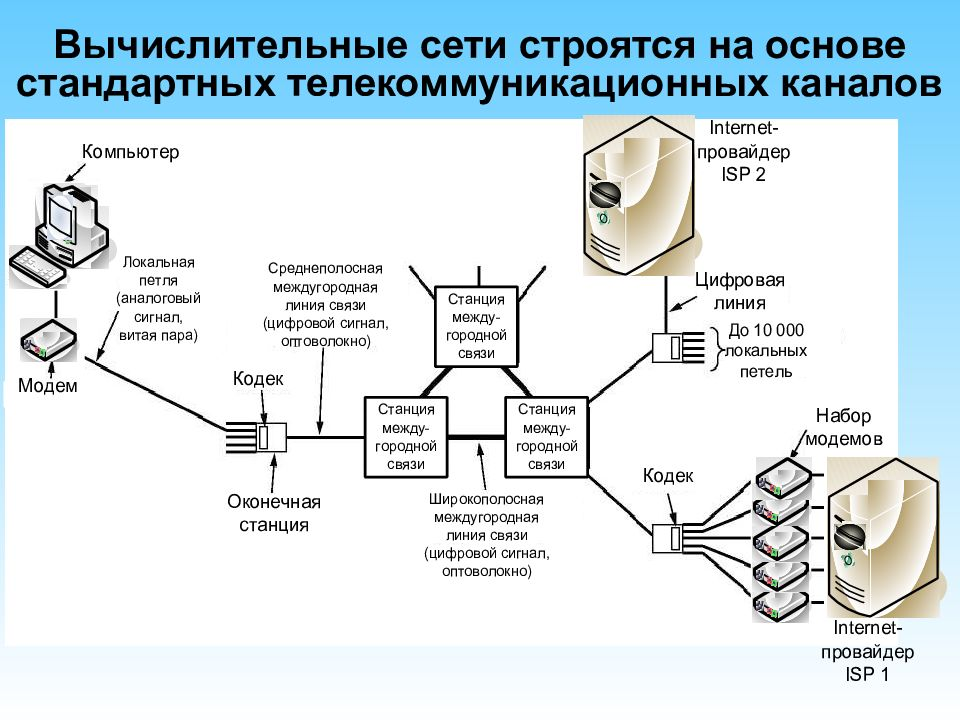 Вычислительные сети строятся на основе
стандартных телекоммуникационных каналов
Компьютер
Internet-
провайдер
ISP 2
Локальная
петля
(аналоговый
сигнал,
витая пара)
Среднеполосная
междугородная
линия связи
(цифровой сигнал,
оптоволокно)
Станция
между-
городной
связи
Цифровая
линия
До 10 000
локальных
петель
Модем
Кодек
Станция
между-
городной
связи
Станция
между-
городной
связи
Набор
модемов
Оконечная
станция
Широкополосная
междугородная
линия связи
(цифровой сигнал,
оптоволокно)
Кодек
Internet-
провайдер
ISP 1